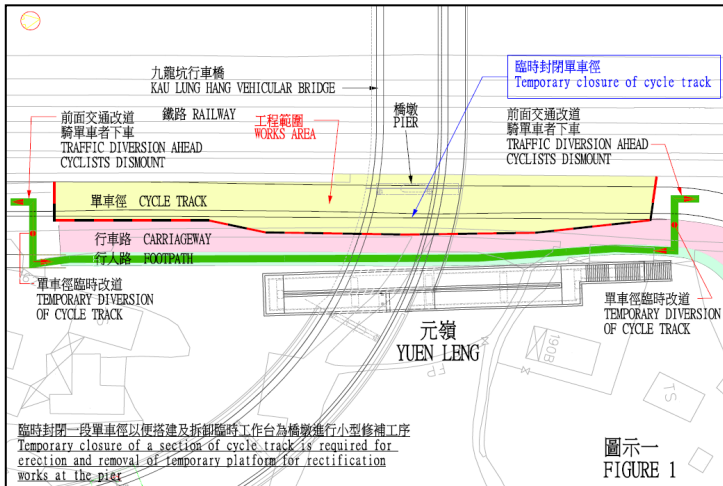 九龍坑行車橋
KAU LUNG HANG VEHICULAR BRIDGE
臨時封閉單車徑
Temporary closure of cycle track
前面交通改道
騎單車者下車
TRAFFIC DIVERSION AHEAD
CYCLISTS DISMOUNT
鐵路 RAILWAY
工程範圍
WORKS AREA
橋墩
PIER
前面交通改道
騎單車者下車
TRAFFIC DIVERSION AHEAD
CYCLISTS DISMOUNT
單車徑 CYCLE TRACK
行車路 CARRIAGEWAY
行人路 FOOTPATH
單車徑臨時改道
TEMPORARY DIVERSION
OF CYCLE TRACK
單車徑臨時改道
TEMPORARY DIVERSION
OF CYCLE TRACK
元嶺
YUEN LENG
FP
190B
TS
臨時封閉一段單車徑以便搭建及拆卸臨時工作台為橋墩進行小型修補工序
Temporary closure of a section of cycle track is required for
erection and removal of temporary platform for rectification
works at the pier
圖示一
FIGURE 1